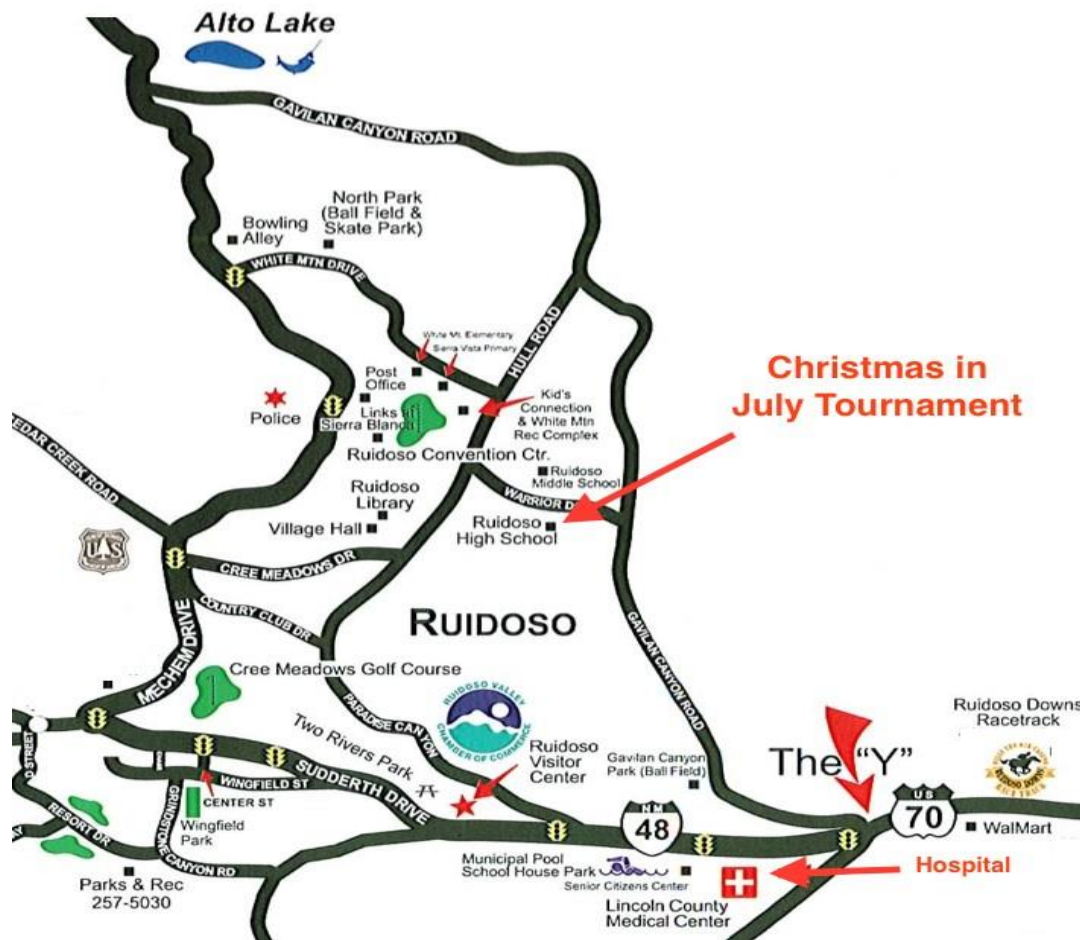 Alto Lake
GAVILAN CANYON ROAD
North Park
(Ball Field &
Skate Park)
Bowling
Alley
WHITE MTN DRIVE
White Mt. Elementary
Sierra Vista Primary
HULL ROAD
Post
Office
Police
Links at
Sierra Blanca
Kid's
Connection
& White Mtn
Rec Complex
Christmas in
July Tournament
Ruidoso Convention Ctr.
Ruidoso
Middle School
EDAR CREEK ROAD
Ruidoso
Library
WARRIOR D
Village Hall
Ruidoso
High School
U S
CREE MEADOWS DR
COUNTRY CLUB DR
RUIDOSO
GAVILAN CANYON ROAD
MECHEM DRIVE
Cree Meadows Golf Course
PARADISE CANYON
RUIDOSO VALLEY
CHAMBER OF COMMERCE
Two Rivers Park
Ruidoso
Visitor
Center
Gavilan Canyon
Park (Ball Field)
The "Y"
Ruidoso Downs
Racetrack
RUIDOSO DOWNS
RACE TRACK
D STREET
SUDDERTH DRIVE
WINGFIELD ST
CENTER ST
GRINDSTONE CANYON RD
Wingfield
Park
RESORT DR
NM
48
US
70
WalMart
Parks & Rec
257-5030
Municipal Pool
School House Park
Senior Citizens Center
Lincoln County
Medical Center
Hospital